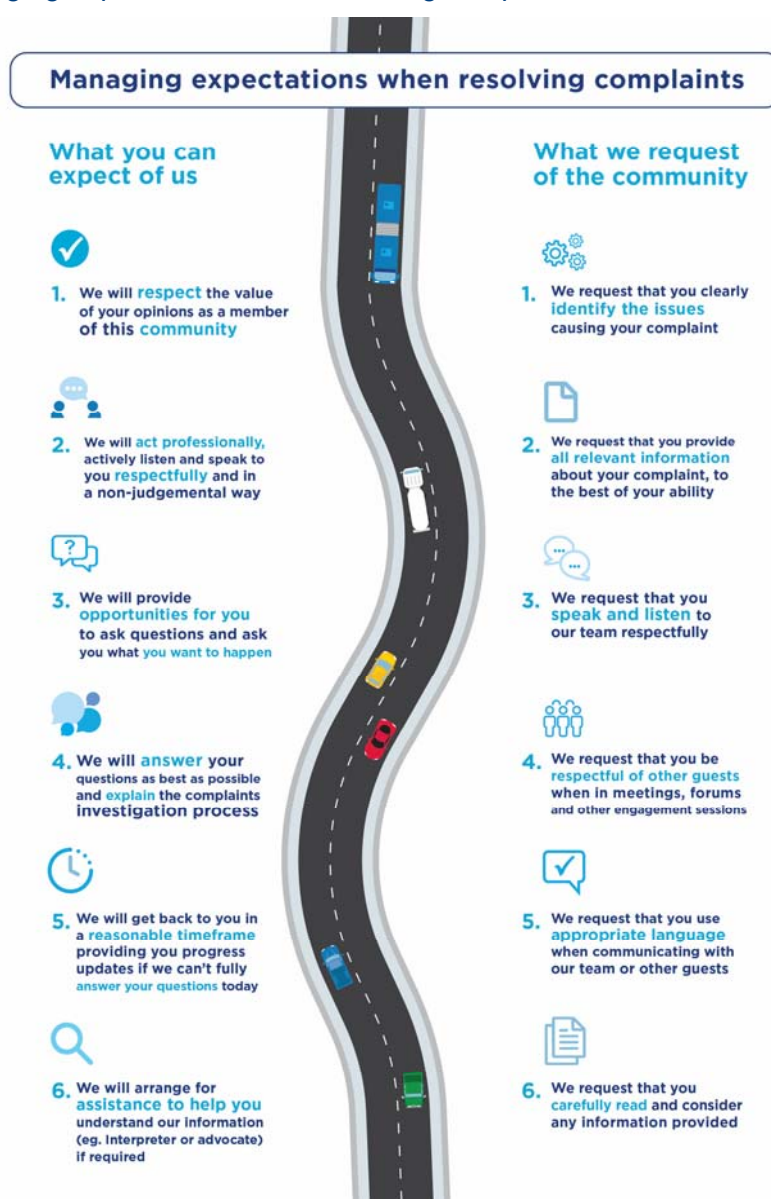 Managing expectations when resolving complaints
What you can
expect of us
1. We will respect the value
of your opinions as a member
of this community
2. We will act professionally,
actively listen and speak to
you respectfully and in
a non-judgemental way
3. We will provide
opportunities for you
to ask questions and ask
you what you want to happen
4. We will answer your
questions as best as possible
and explain the complaints
investigation process
5. We will get back to you in
a reasonable timeframe
providing you progress
updates if we can't fully
answer your questions today
6. We will arrange for
assistance to help you
understand our information
(eg. Interpreter or advocate)
if required
What we request
of the community
1. We request that you clearly
identify the issues
causing your complaint
2. We request that you provide
all relevant information
about your complaint, to
the best of your ability
3. We request that you
speak and listen to
our team respectfully
4. We request that you be
respectful of other guests
when in meetings, forums
and other engagement sessions
5. We request that you use
appropriate language
when communicating with
our team or other guests
6. We request that you
carefully read and consider
any information provided